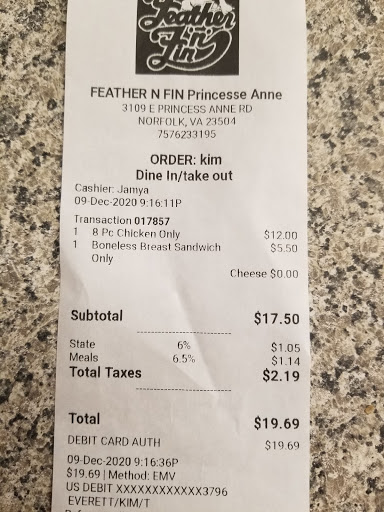 Feather
'n'
Fin
FEATHER N FIN Princesse Anne
3109 E PRINCESS ANNE RD
NORFOLK, VA 23504
7576233195
ORDER: kim
Dine In/take out
Cashier: Jamya
09-Dec-2020 9:16:11P
Transaction 017857
1 8 Pc Chicken Only $12.00
1 Boneless Breast Sandwich $5.50
Only
Cheese $0.00
Subtotal $17.50
State 6% $1.05
Meals 6.5% $1.14
Total Taxes $2.19
Total $19.69
DEBIT CARD AUTH $19.69
09-Dec-2020 9:16:36P
$19.69 | Method: EMV
US DEBIT XXXXXXXXXXXX3796
EVERETT/KIM/T